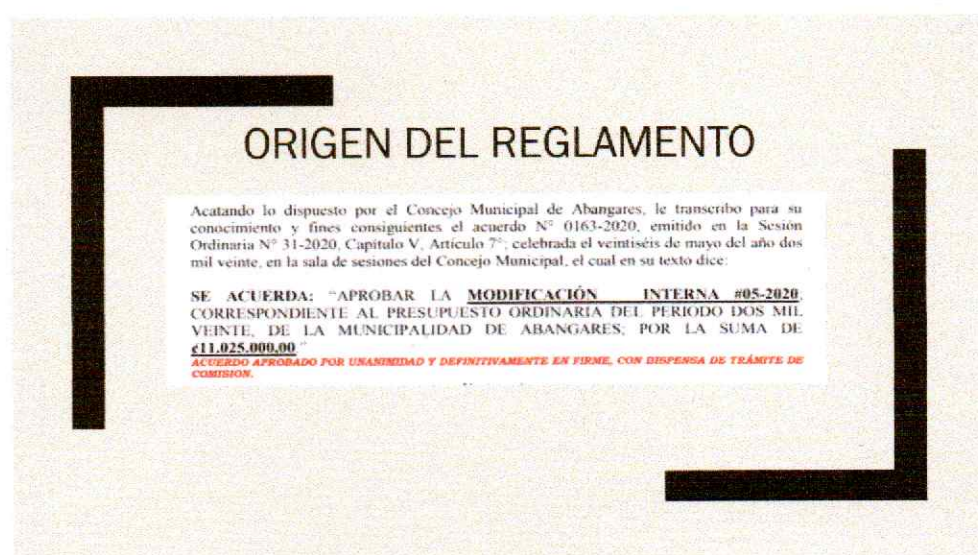 ORIGEN DEL REGLAMENTO
Acatando lo dispuesto por el Concejo Municipal de Abangares, le transcribo para su
conocimiento y fines consiguientes el acuerdo N° 0163-2020, emitido en la Sesión
Ordinaria N° 31-2020, Capitulo V, Articulo 7°; celebrada el veintiséis de mayo del año dos
mil veinte, en la sala de sesiones del Concejo Municipal, el cual en su texto dice:
SE ACUERDA: “APROBAR LA MODIFICACIÓN INTERNA #05-2020,
CORRESPONDIENTE AL PRESUPUESTO ORDINARIA DEL PERIODO DOS MIL
VEINTE, DE LA MUNICIPALIDAD DE ABANGARES; POR LA SUMA DE
¢11.025.000,00.”
ACUERDO APROBADO POR UNANIMIDAD Y DEFINITIVAMENTE EN FIRME, CON DISPENSA DE TRÁMITE DE
COMISION.